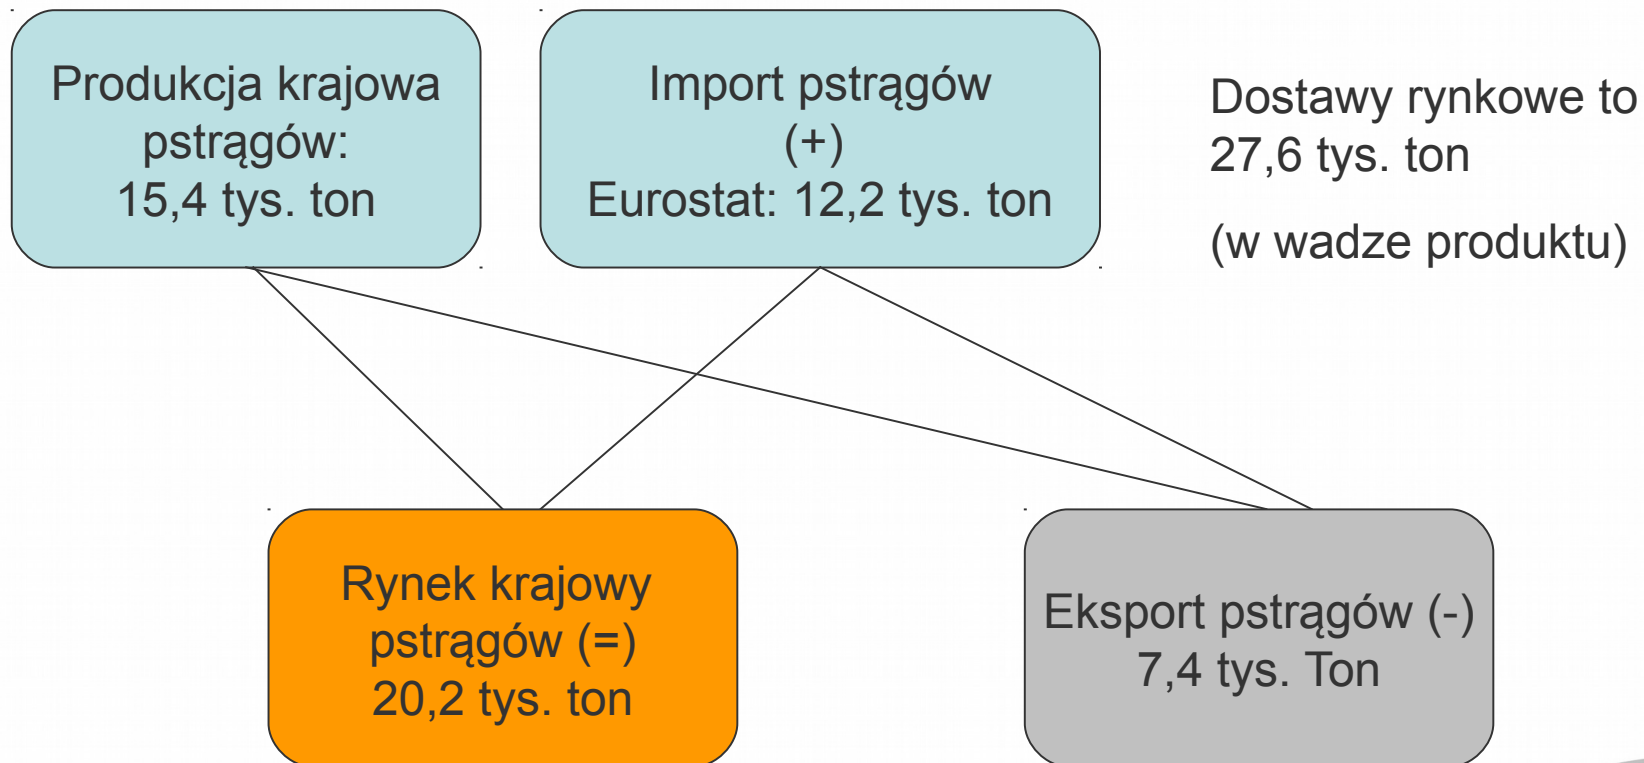 Produkcja krajowa
pstrągów:
15,4 tys. ton
Import pstrągów
(+)
Eurostat: 12,2 tys. ton
Dostawy rynkowe to
27,6 tys. ton
(w wadze produktu)
Rynek krajowy
pstrągów (=)
20,2 tys. ton
Eksport pstrągów (-)
7,4 tys. Ton